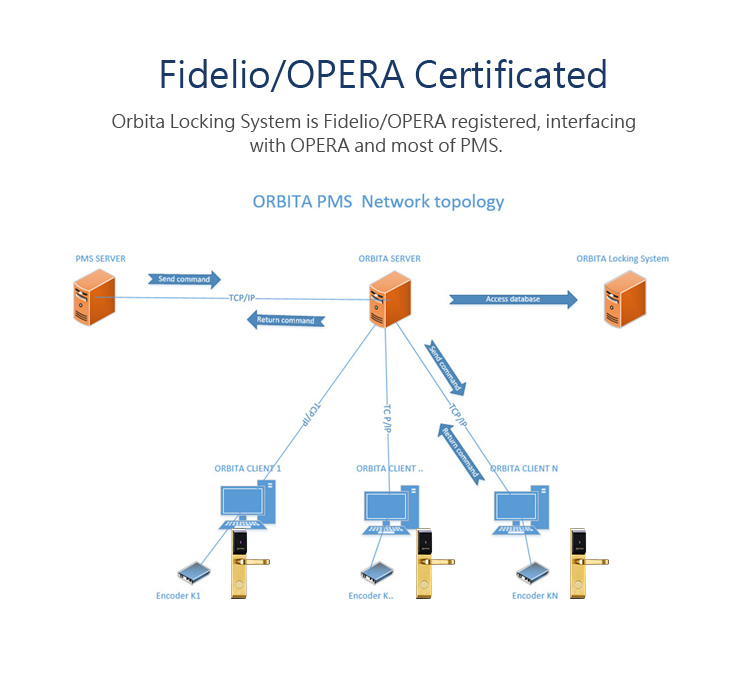 Fidelio/OPERA Certificated
Orbita Locking System is Fidelio/OPERA registered, interfacing
with OPERA and most of PMS.
ORBITA PMS Network topology
PMS SERVER
ORBITA SERVER
ORBITA Locking System
Send command
TCP/IP
Access database
Return command
Send command
TCP/IP
TC P/IP
TCP/IP
Return command
ORBITA CLIENT 1
ORBITA CLIENT ..
ORBITA CLIENT N
Encoder K1
Encoder K..
Encoder KN